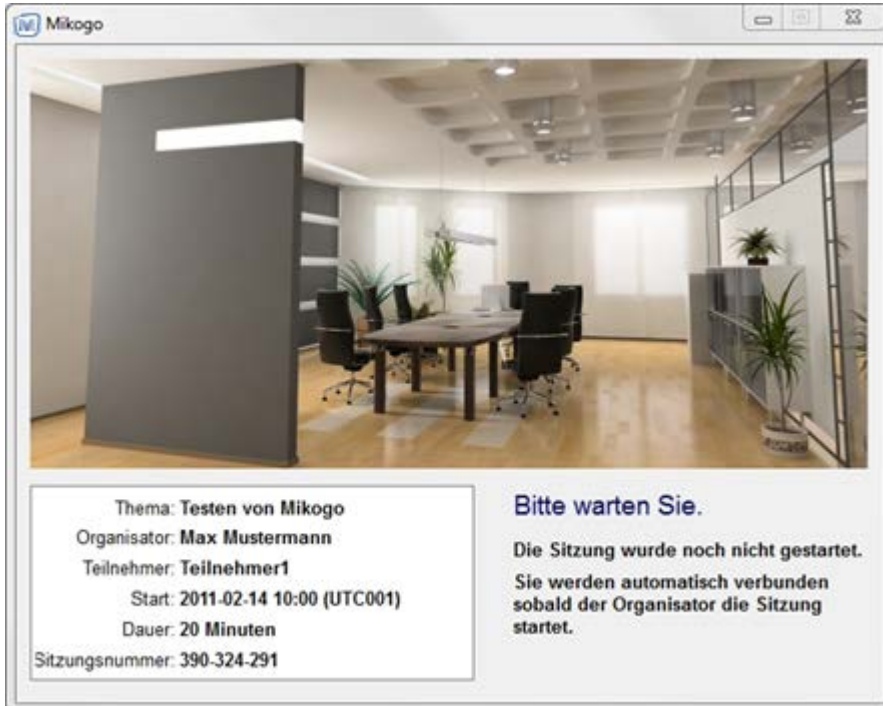 Mikogo
Thema: Testen von Mikogo
Organisator: Max Mustermann
Teilnehmer: Teilnehmer1
Start: 2011-02-14 10:00 (UTC001)
Dauer: 20 Minuten
Sitzungsnummer: 390-324-291
Bitte warten Sie.
Die Sitzung wurde noch nicht gestartet.
Sie werden automatisch verbunden
sobald der Organisator die Sitzung
startet.